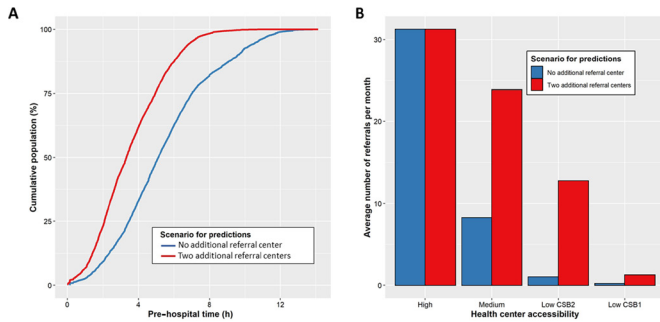 A
Cumulative population (%)
100
75
50
25
0
Scenario for predictions
No additional referral center
Two additional referral centers
0 4 8 12
Pre-hospital time (h)
B
Average number of referrals per month
30
20
10
0
Scenario for predictions
No additional referral center
Two additional referral centers
High Medium Low CSB2 Low CSB1
Health center accessibility